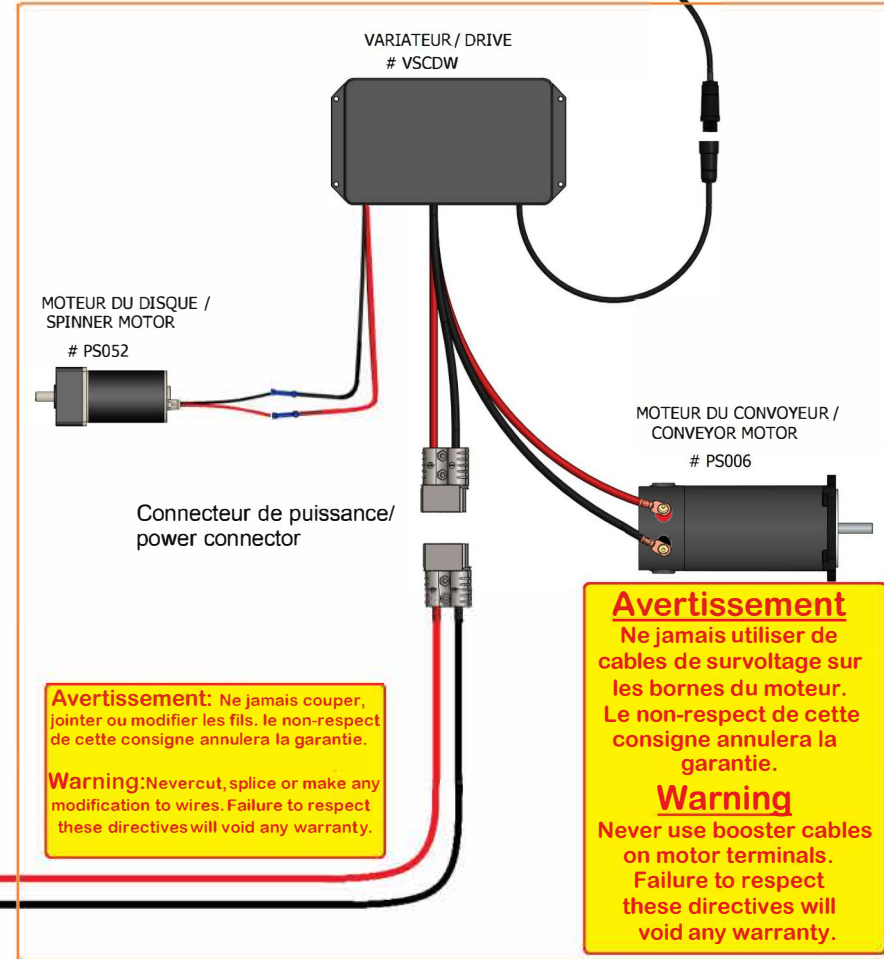 VARIATEUR / DRIVE
# VSCDW
MOTEUR DU DISQUE /
SPINNER MOTOR
# PS052
MOTEUR DU CONVOYEUR /
CONVEYOR MOTOR
# PS006
Connecteur de puissance/
power connector
Avertissement: Ne jamais couper,
jointer ou modifier les fils. le non-respect
de cette consigne annulera la garantie.
Warning:Nevercut, splice or make any
modification to wires. Failure to respect
these directives will void any warranty.
Avertissement
Ne jamais utiliser de
cables de survoltage sur
les bornes du moteur.
Le non-respect de cette
consigne annulera la
garantie.
Warning
Never use booster cables
on motor terminals.
Failure to respect
these directives will
void any warranty.